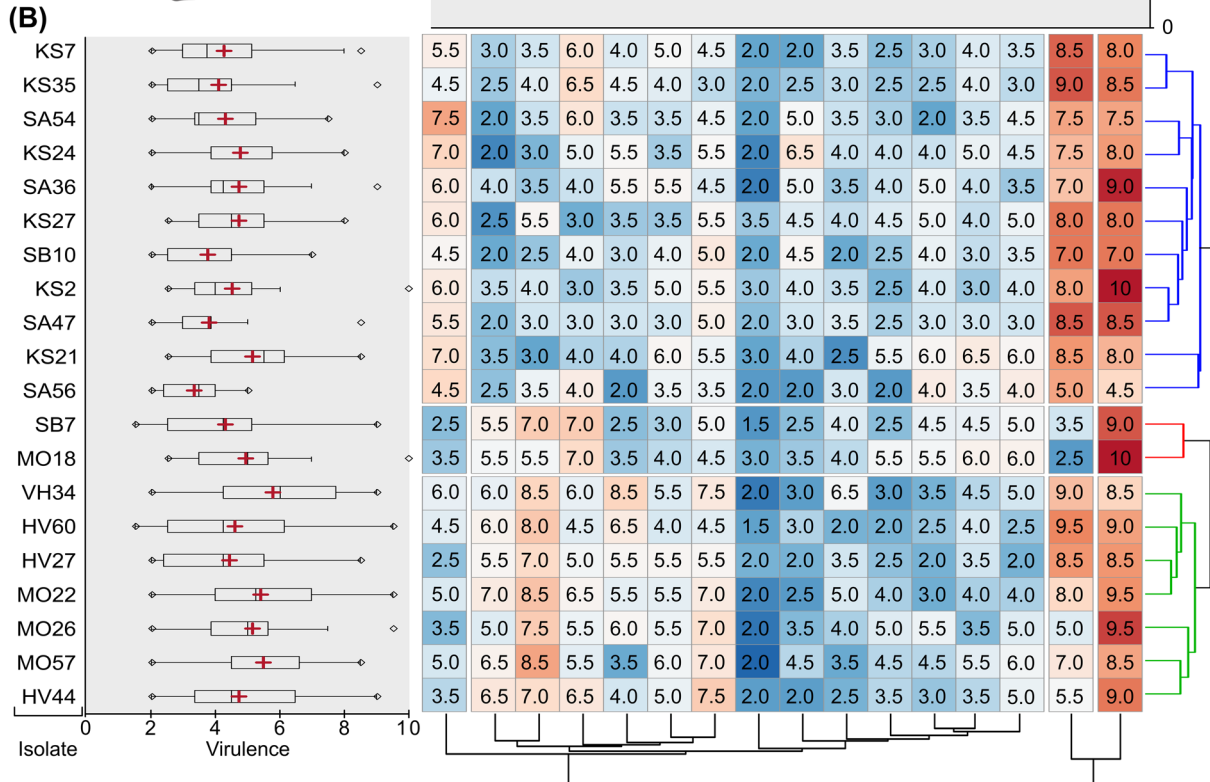 (B)
0
KS7 5.5 3.0 3.5 6.0 4.0 5.0 4.5 2.0 2.0 3.5 2.5 3.0 4.0 3.5 8.5 8.0
KS35 4.5 2.5 4.0 6.5 4.5 4.0 3.0 2.0 2.5 3.0 2.5 2.5 4.0 3.0 9.0 8.5
SA54 7.5 2.0 3.5 6.0 3.5 3.5 4.5 2.0 5.0 3.5 3.0 2.0 3.5 4.5 7.5 7.5
KS24 7.0 2.0 3.0 5.0 5.5 3.5 5.5 2.0 6.5 4.0 4.0 4.0 5.0 4.5 7.5 8.0
SA36 6.0 4.0 3.5 4.0 5.5 5.5 4.5 2.0 5.0 3.5 4.0 5.0 4.0 3.5 7.0 9.0
KS27 6.0 2.5 5.5 3.0 3.5 3.5 5.5 3.5 4.5 4.0 4.5 5.0 4.0 5.0 8.0 8.0
SB10 4.5 2.0 2.5 4.0 3.0 4.0 5.0 2.0 4.5 2.0 2.5 4.0 3.0 3.5 7.0 7.0
KS2 6.0 3.5 4.0 3.0 3.5 5.0 5.5 3.0 4.0 3.5 2.5 4.0 3.0 4.0 8.0 10
SA47 5.5 2.0 3.0 3.0 3.0 3.0 5.0 2.0 3.0 3.5 2.5 3.0 3.0 3.0 8.5 8.5
KS21 7.0 3.5 3.0 4.0 4.0 6.0 5.5 3.0 4.0 2.5 5.5 6.0 6.5 6.0 8.5 8.0
SA56 4.5 2.5 3.5 4.0 2.0 3.5 3.5 2.0 2.0 3.0 2.0 4.0 3.5 4.0 5.0 4.5
SB7 2.5 5.5 7.0 7.0 2.5 3.0 5.0 1.5 2.5 4.0 2.5 4.5 4.5 5.0 3.5 9.0
MO18 3.5 5.5 5.5 7.0 3.5 4.0 4.5 3.0 3.5 4.0 5.5 5.5 6.0 6.0 2.5 10
VH34 6.0 6.0 8.5 6.0 8.5 5.5 7.5 2.0 3.0 6.5 3.0 3.5 4.5 5.0 9.0 8.5
HV60 4.5 6.0 8.0 4.5 6.5 4.0 4.5 1.5 3.0 2.0 2.0 2.5 4.0 2.5 9.5 9.0
HV27 2.5 5.5 7.0 5.0 5.5 5.5 5.5 2.0 2.0 3.5 2.5 2.0 3.5 2.0 8.5 8.5
MO22 5.0 7.0 8.5 6.5 5.5 5.5 7.0 2.0 2.5 5.0 4.0 3.0 4.0 4.0 8.0 9.5
MO26 3.5 5.0 7.5 5.5 6.0 5.5 7.0 2.0 3.5 4.0 5.0 5.5 3.5 5.0 5.0 9.5
MO57 5.0 6.5 8.5 5.5 3.5 6.0 7.0 2.0 4.5 3.5 4.5 4.5 5.5 6.0 7.0 8.5
HV44 3.5 6.5 7.0 6.5 4.0 5.0 7.5 2.0 2.0 2.5 3.5 3.0 3.5 5.0 5.5 9.0
0 2 4 6 8 10
Isolate Virulence